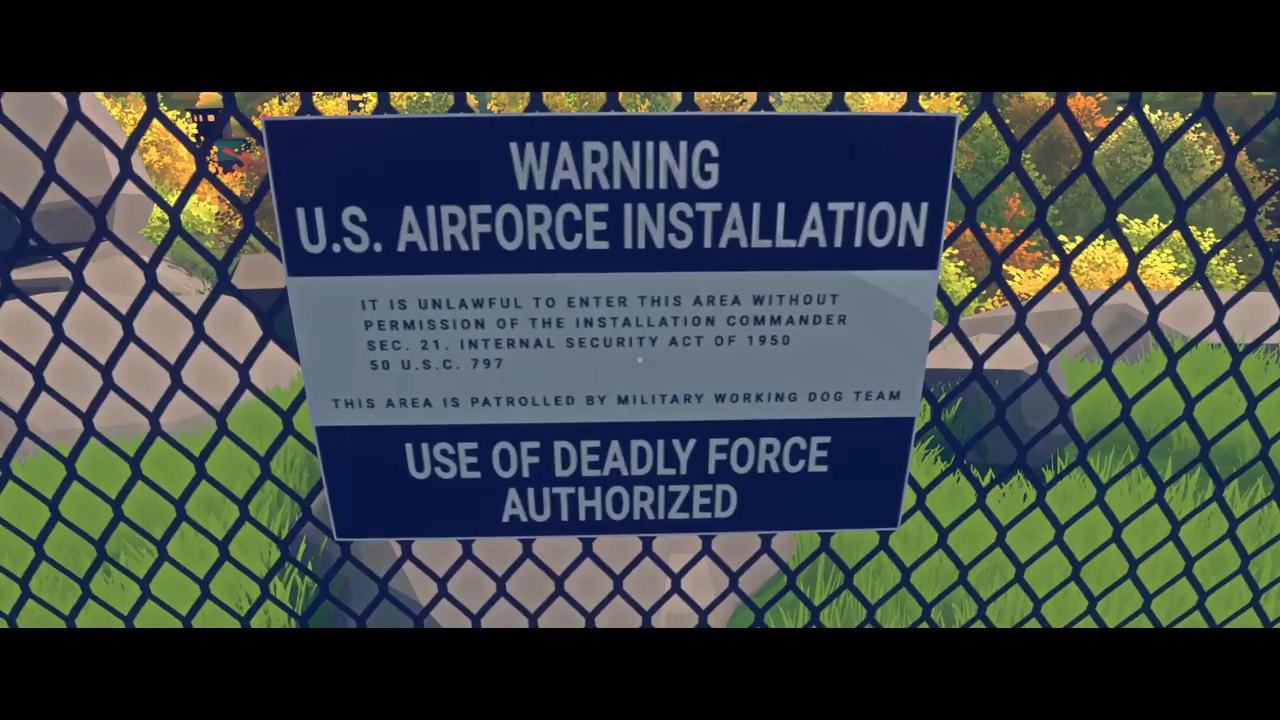 WARNING
U.S. AIRFORCE INSTALLATION
IT IS UNLAWFUL TO ENTER THIS AREA WITHOUT
PERMISSION OF THE INSTALLATION COMMANDER
SEC. 21. INTERNAL SECURITY ACT OF 1950
50 U.S.C. 797
THIS AREA IS PATROLLED BY MILITARY WORKING DOG TEAM
USE OF DEADLY FORCE
AUTHORIZED